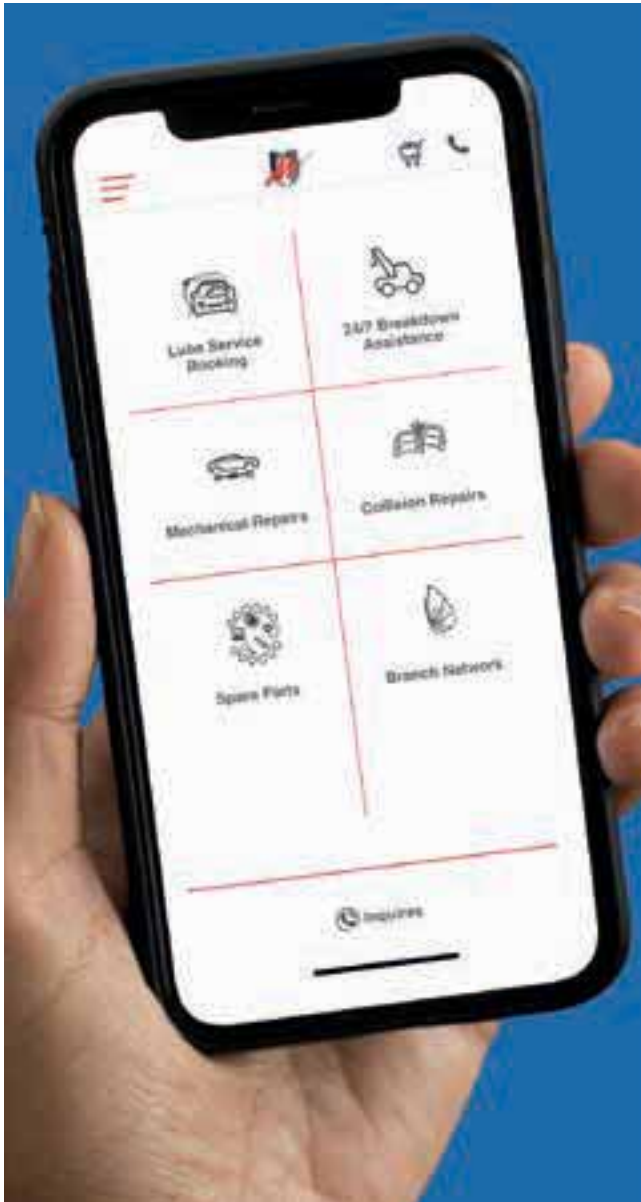 Lube Service
Booking
24/7 Breakdown
Assistance
Mechanical Repairs
Collision Repairs
Spare Parts
Branch Network
Inquires